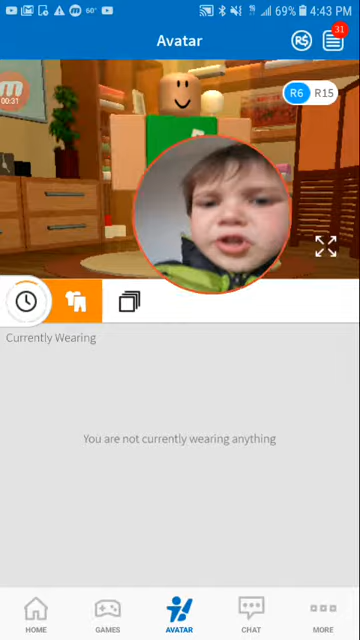 60° 69% 4:43 PM
Avatar
R$
31
00:31
R6 R15
Currently Wearing
You are not currently wearing anything
HOME GAMES AVATAR CHAT MORE